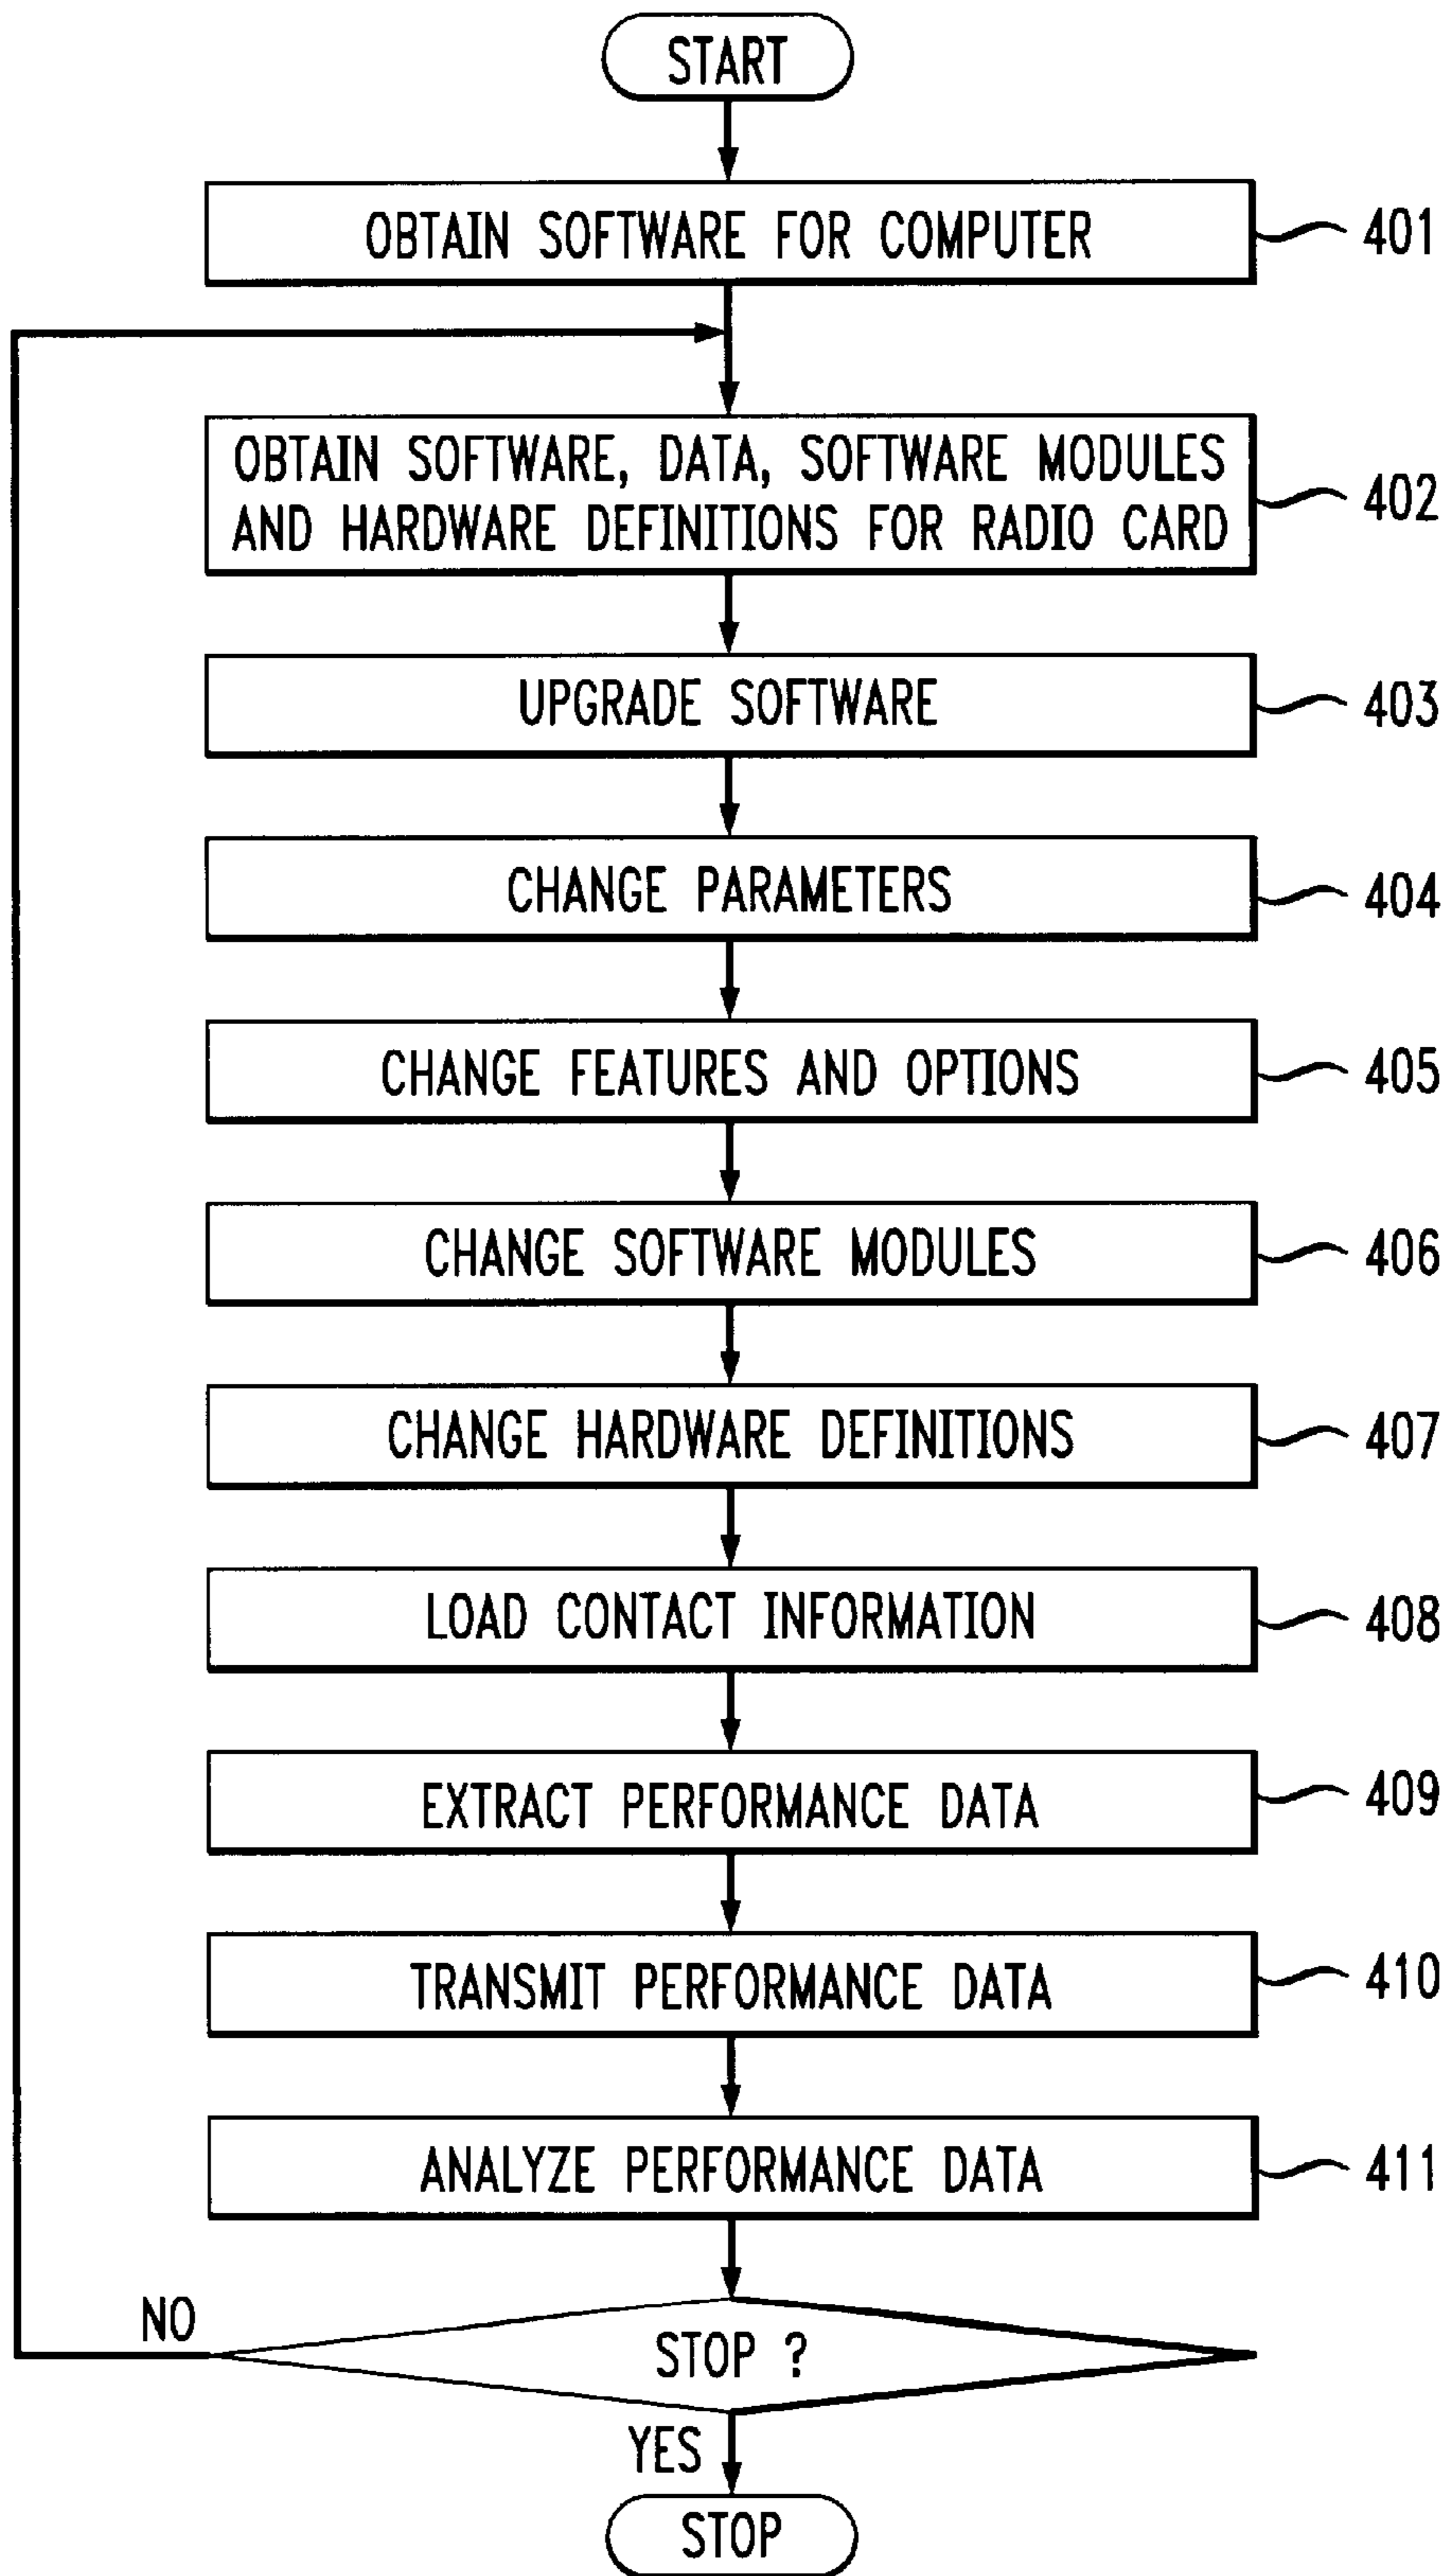 START
OBTAIN SOFTWARE FOR COMPUTER
401
OBTAIN SOFTWARE, DATA, SOFTWARE MODULES
AND HARDWARE DEFINITIONS FOR RADIO CARD
402
UPGRADE SOFTWARE
403
CHANGE PARAMETERS
404
CHANGE FEATURES AND OPTIONS
405
CHANGE SOFTWARE MODULES
406
CHANGE HARDWARE DEFINITIONS
407
LOAD CONTACT INFORMATION
408
EXTRACT PERFORMANCE DATA
409
TRANSMIT PERFORMANCE DATA
410
ANALYZE PERFORMANCE DATA
411
NO
STOP ?
YES
STOP